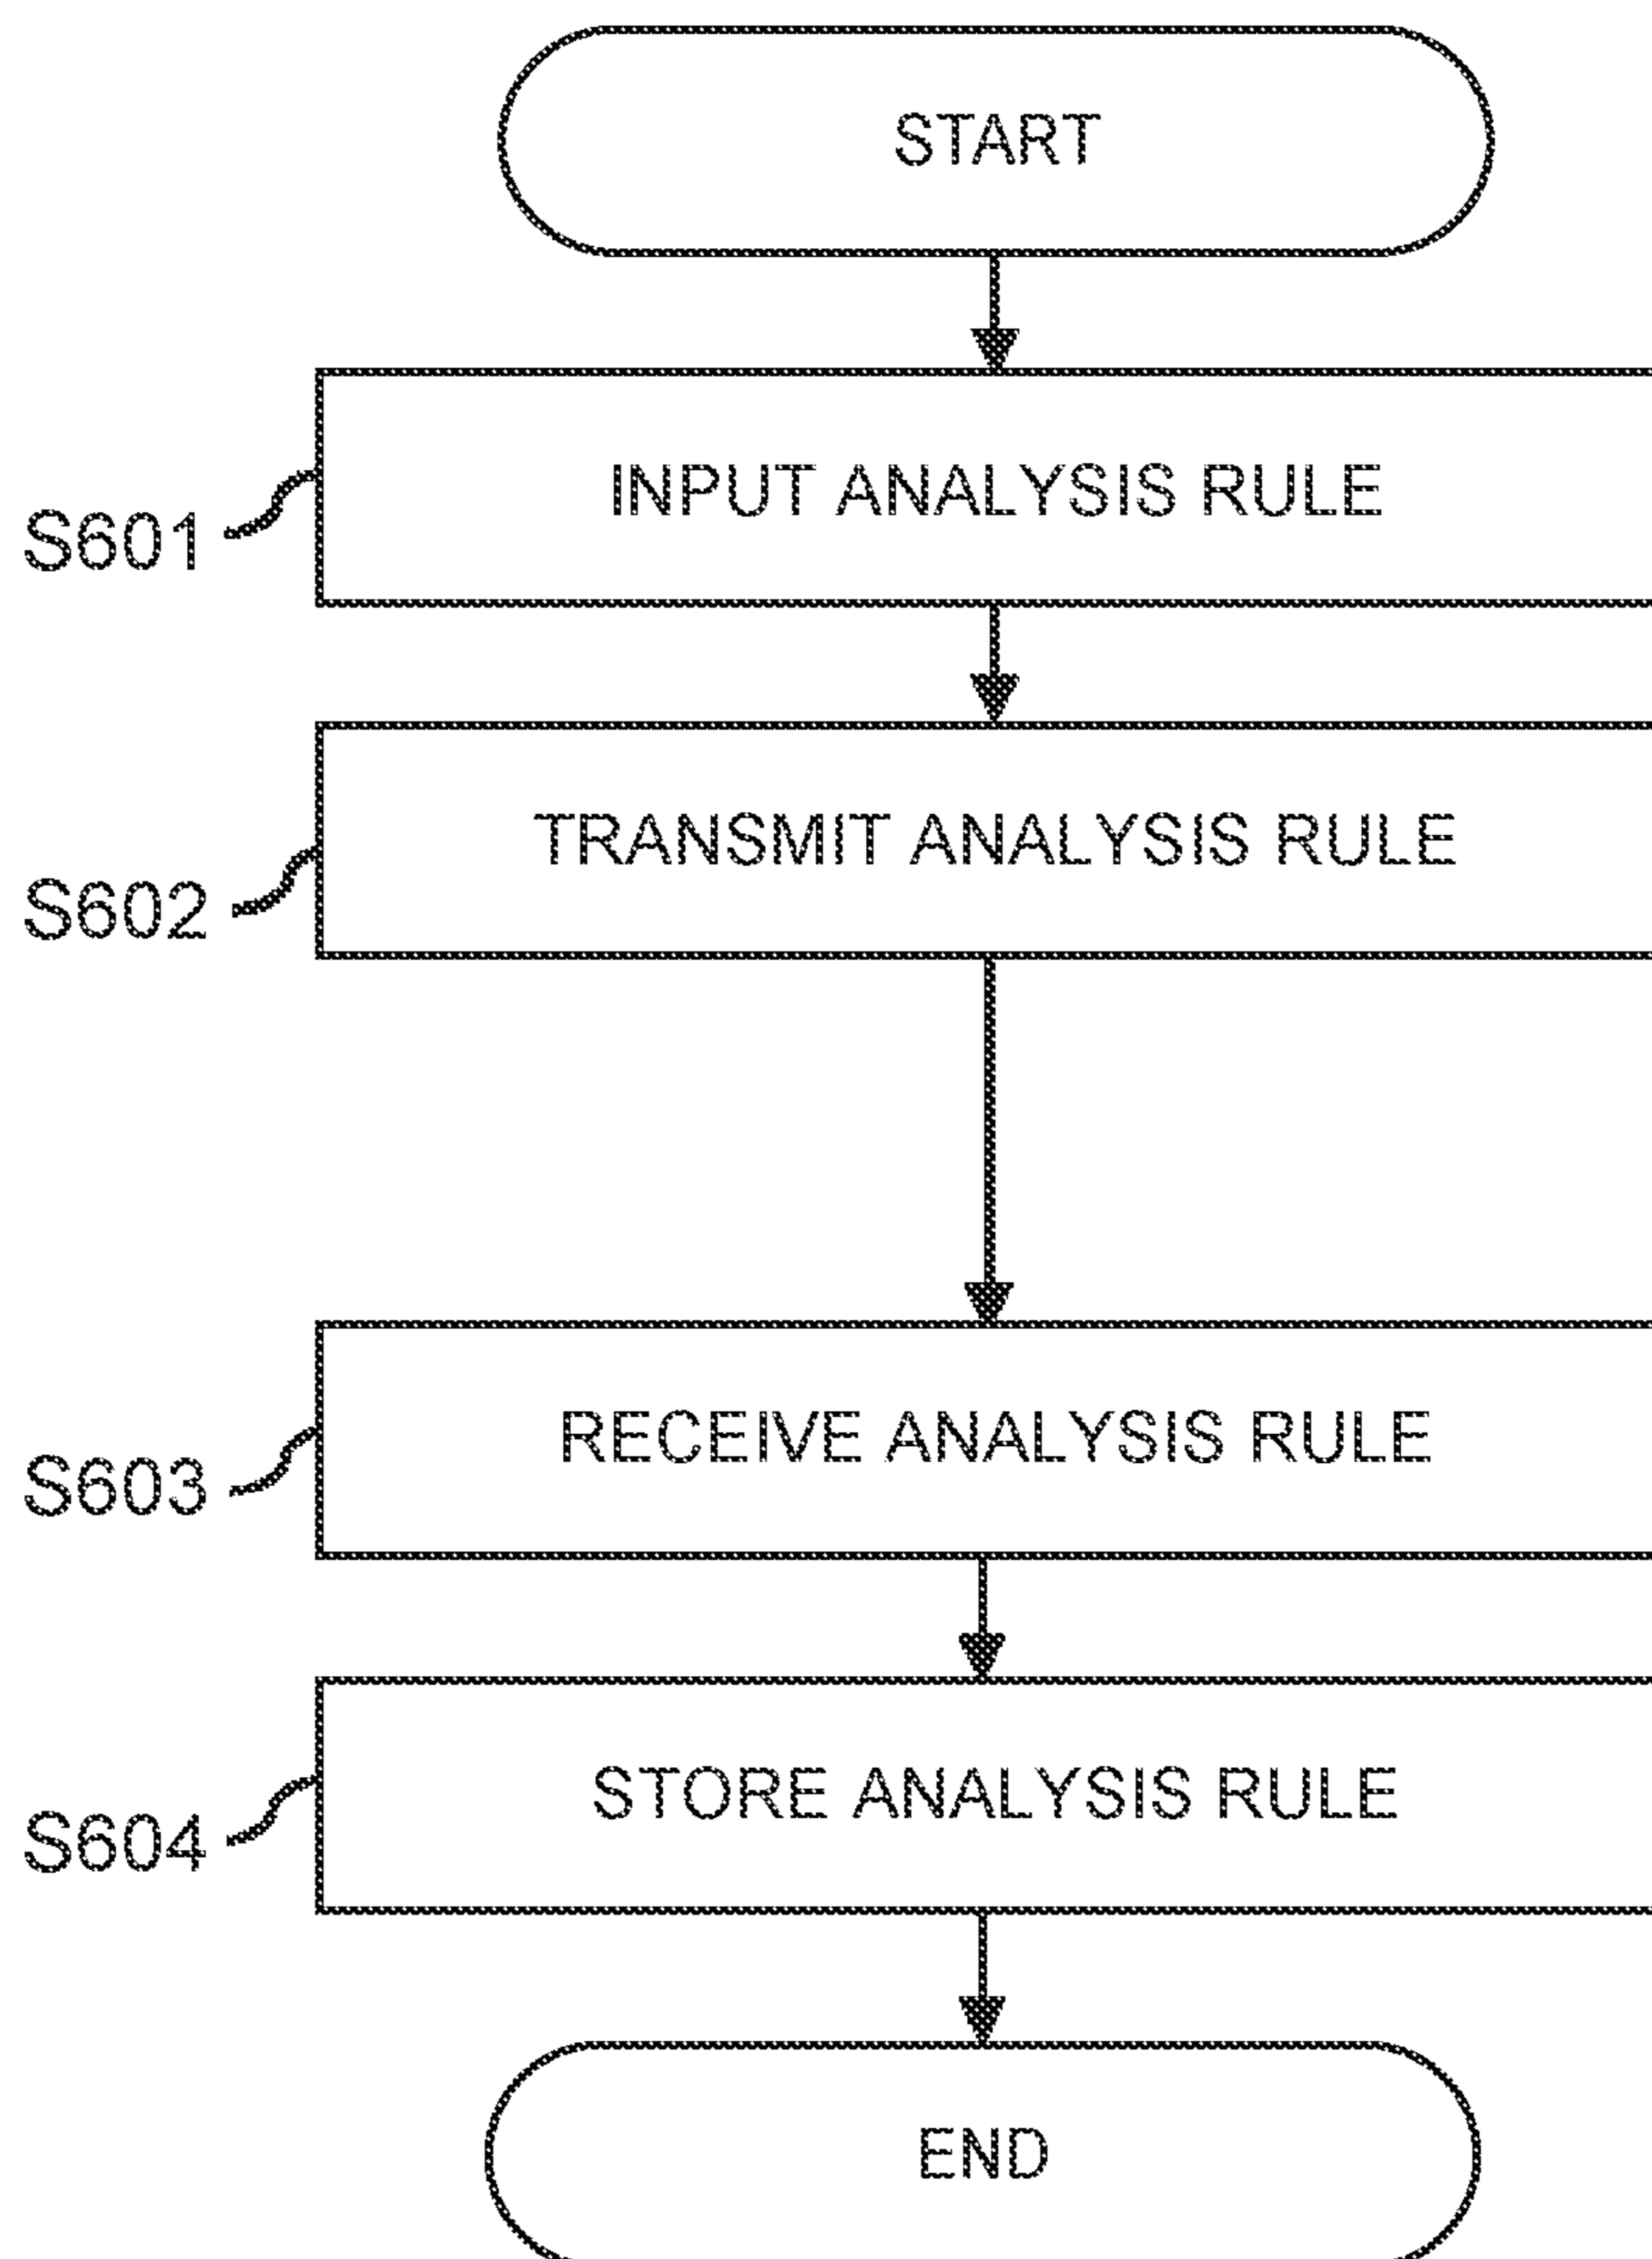 START
INPUT ANALYSIS RULE
S601
TRANSMIT ANALYSIS RULE
S602
RECEIVE ANALYSIS RULE
S603
STORE ANALYSIS RULE
S604
END